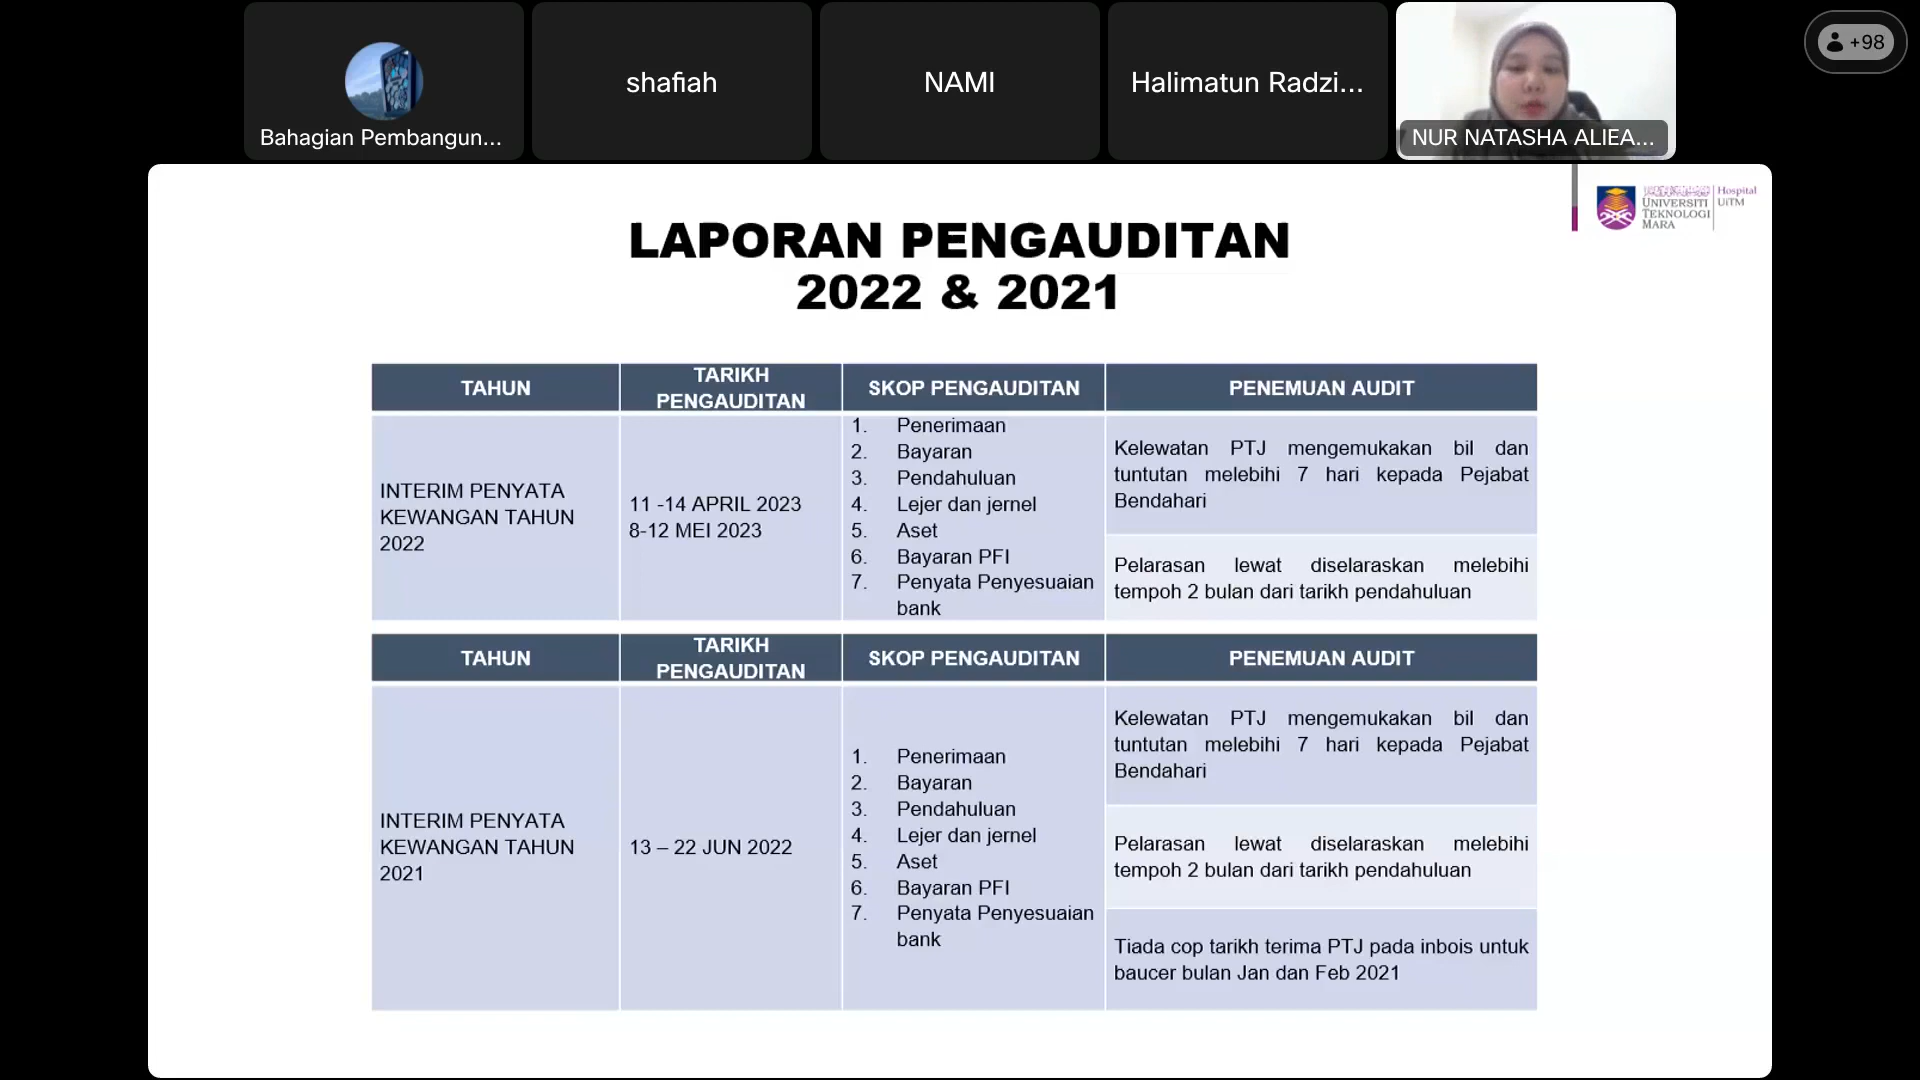 shafiah
NAMI
Halimatun Radzi...
+98
Bahagian Pembangun...
NUR NATASHA ALIEA...
UNIVERSITI
TEKNOLOGI
MARA
Hospital
UiTM
LAPORAN PENGAUDITAN
2022 & 2021
TAHUN
TARIKH
PENGAUDITAN
SKOP PENGAUDITAN
PENEMUAN AUDIT
INTERIM PENYATA
KEWANGAN TAHUN
2022
11 -14 APRIL 2023
8-12 MEI 2023
1. Penerimaan
2. Bayaran
3. Pendahuluan
4. Lejer dan jernel
5. Aset
6. Bayaran PFI
7. Penyata Penyesuaian
bank
Kelewatan PTJ mengemukakan bil dan
tuntutan melebihi 7 hari kepada Pejabat
Bendahari
Pelarasan lewat diselaraskan melebihi
tempoh 2 bulan dari tarikh pendahuluan
TAHUN
TARIKH
PENGAUDITAN
SKOP PENGAUDITAN
PENEMUAN AUDIT
INTERIM PENYATA
KEWANGAN TAHUN
2021
13 – 22 JUN 2022
1. Penerimaan
2. Bayaran
3. Pendahuluan
4. Lejer dan jernel
5. Aset
6. Bayaran PFI
7. Penyata Penyesuaian
bank
Kelewatan PTJ mengemukakan bil dan
tuntutan melebihi 7 hari kepada Pejabat
Bendahari
Pelarasan lewat diselaraskan melebihi
tempoh 2 bulan dari tarikh pendahuluan
Tiada cop tarikh terima PTJ pada inbois untuk
baucer bulan Jan dan Feb 2021